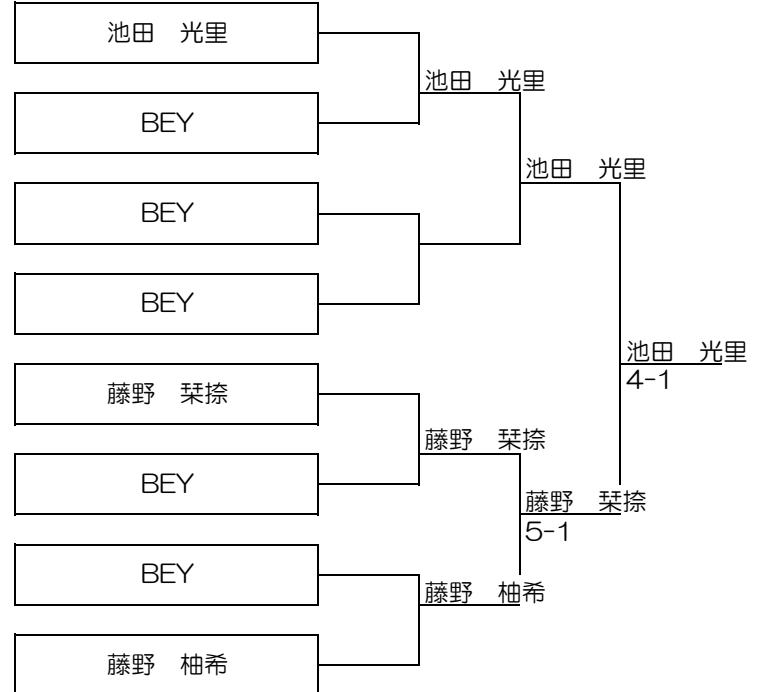 池田　光里
BEY
BEY
BEY
藤野　栞捺
BEY
BEY
藤野　柚希
池田　光里
藤野　栞捺
藤野　柚希
池田　光里
藤野　栞捺
5-1
池田　光里
4-1